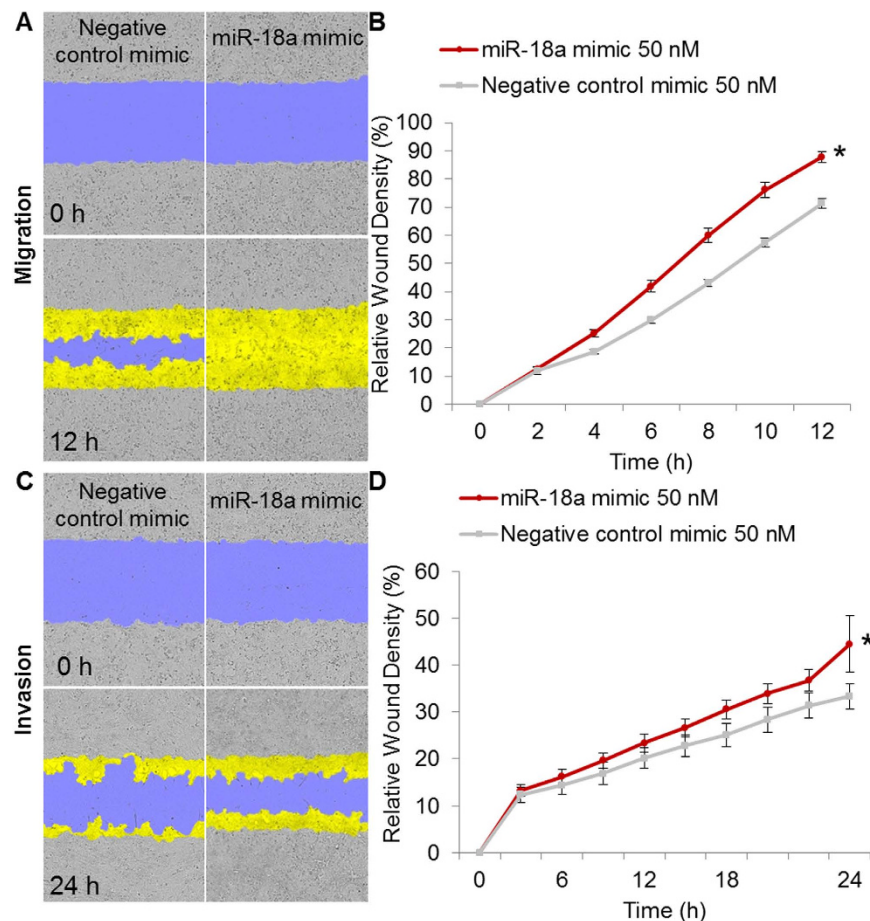 A
Negative
control mimic
miR-18a mimic
0 h
12 h
Migration
B
miR-18a mimic 50 nM
Negative control mimic 50 nM
Relative Wound Density (%)
100
90
80
70
60
50
40
30
20
10
0
*
0 2 4 6 8 10 12
Time (h)
C
Negative
control mimic
miR-18a mimic
0 h
24 h
Invasion
D
miR-18a mimic 50 nM
Negative control mimic 50 nM
Relative Wound Density (%)
60
50
40
30
20
10
0
*
0 6 12 18 24
Time (h)